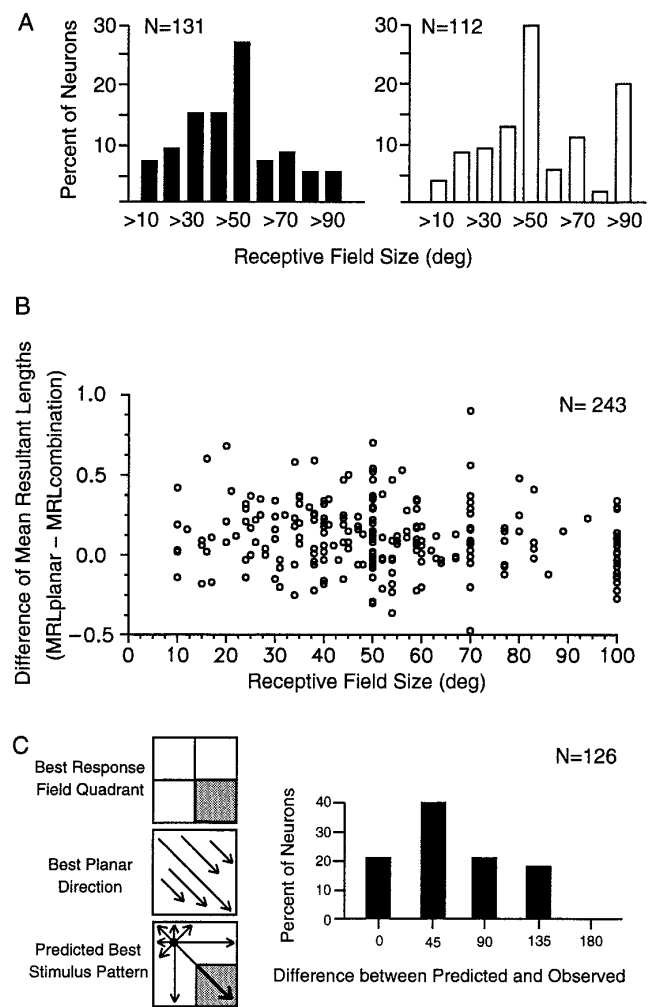 A
N=131
N=112
Percent of Neurons
30
20
10
30
20
10
>10 >30 >50 >70 >90
>10 >30 >50 >70 >90
Receptive Field Size (deg)
B
Difference of Mean Resultant Lengths
(MRLplanar – MRLcombination)
N= 243
1.0
0.5
0.0
−0.5
0 10 20 30 40 50 60 70 80 90 100
Receptive Field Size (deg)
C
Best Response
Field Quadrant
Best Planar
Direction
Predicted Best
Stimulus Pattern
N=126
Percent of Neurons
40
30
20
10
0
0 45 90 135 180
Difference between Predicted and Observed